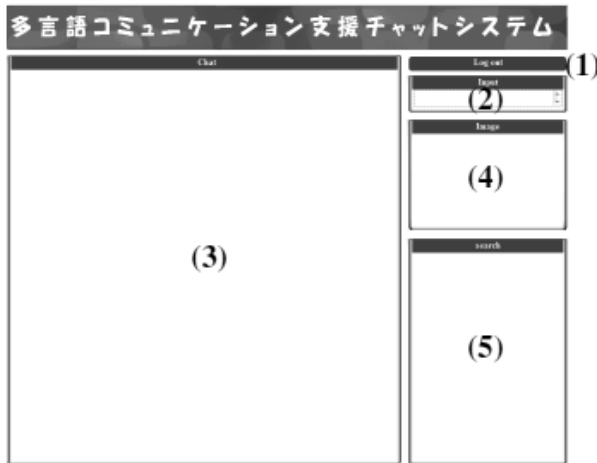 多言語コミュニケーション支援チャットシステム
Chat
(3)
Log out
(1)
Input
(2)
Image
(4)
search
(5)